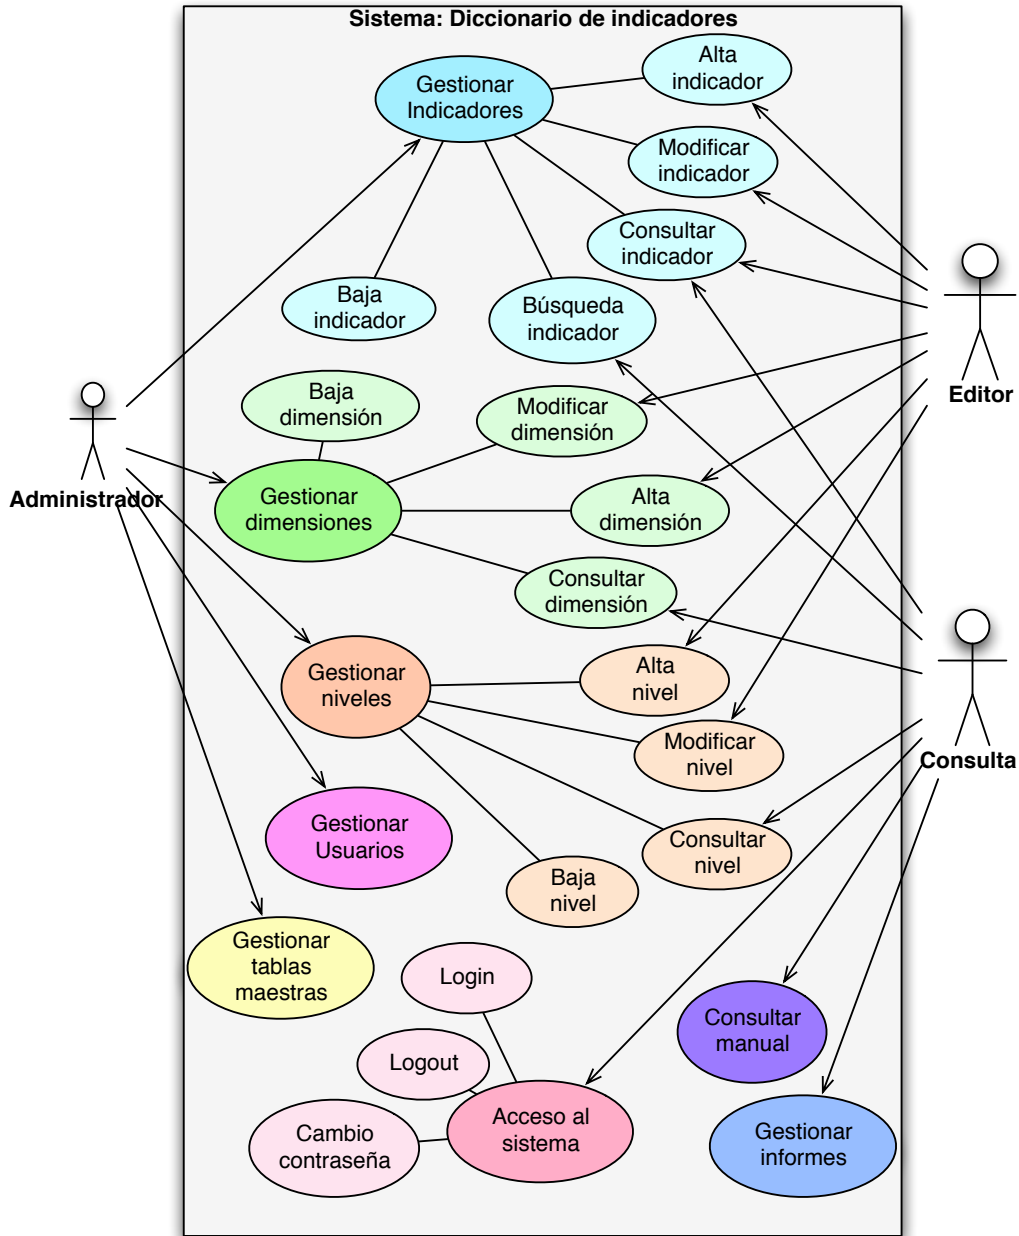 Sistema: Diccionario de indicadores
Gestionar
Indicadores
Alta
indicador
Modificar
indicador
Consultar
indicador
Baja
indicador
Búsqueda
indicador
Editor
Baja
dimensión
Modificar
dimensión
Administrador
Gestionar
dimensiones
Alta
dimensión
Consultar
dimensión
Gestionar
niveles
Alta
nivel
Modificar
nivel
Consulta
Gestionar
Usuarios
Consultar
nivel
Baja
nivel
Gestionar
tablas
maestras
Login
Consultar
manual
Logout
Acceso al
sistema
Cambio
contraseña
Gestionar
informes